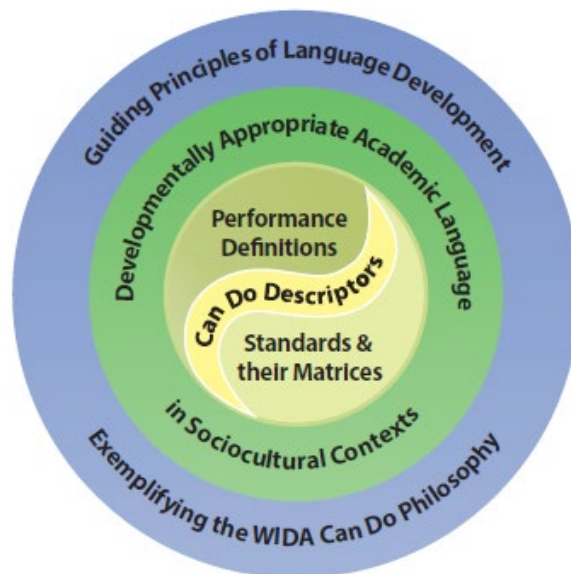 Guiding Principles of Language Development
Developmentally Appropriate Academic Language
Performance
Definitions
Can Do Descriptors
Standards &
their Matrices
in Sociocultural Contexts
Exemplifying the WIDA Can Do Philosophy